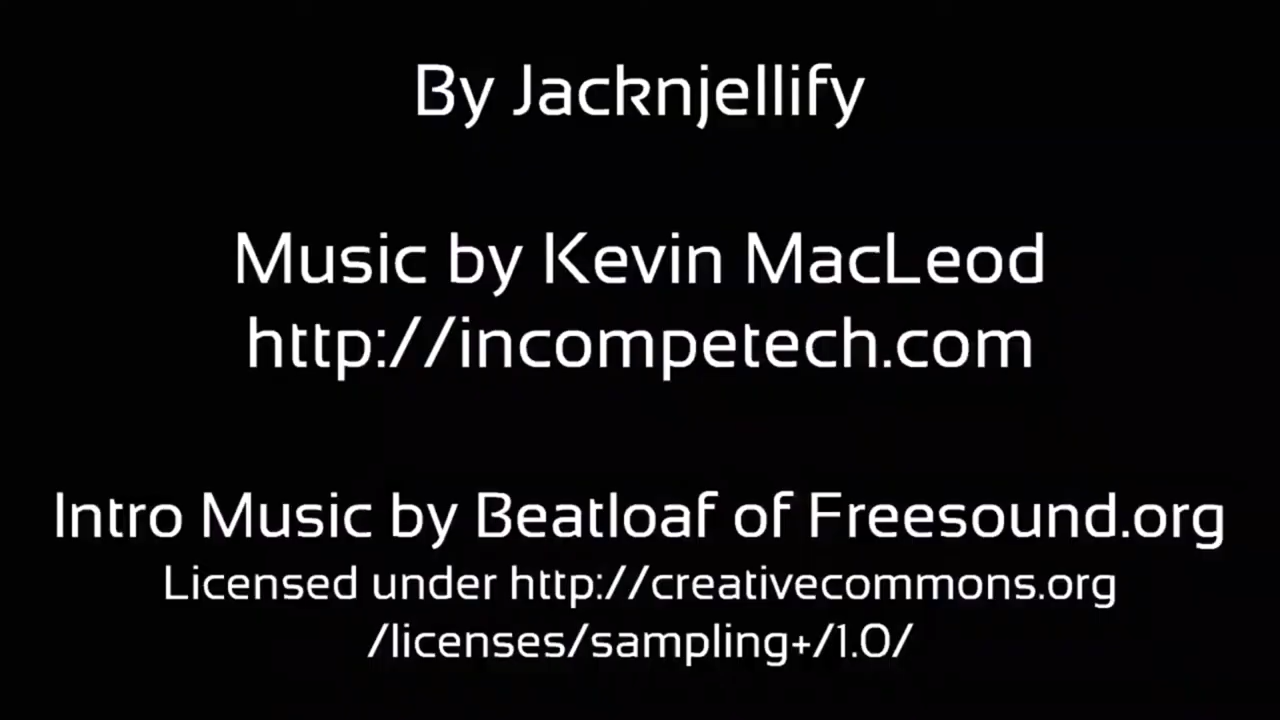 By Jacknjellify
Music by Kevin MacLeod
http://incompetech.com
Intro Music by Beatloaf of Freesound.org
Licensed under http://creativecommons.org
/licenses/sampling+/1.0/